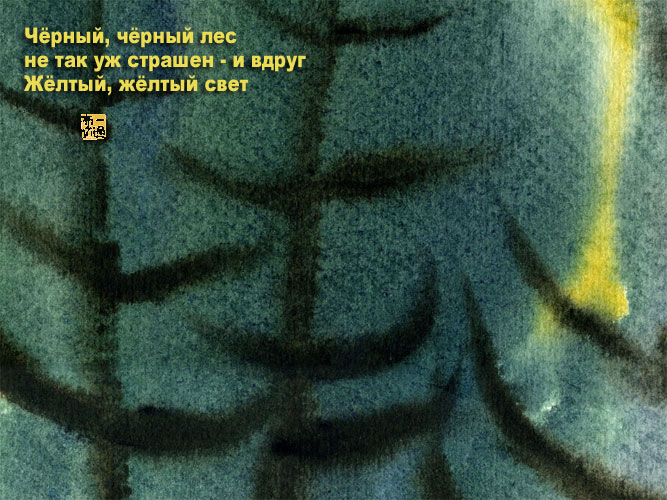 Чёрный, чёрный лес
не так уж страшен - и вдруг
Жёлтый, жёлтый свет